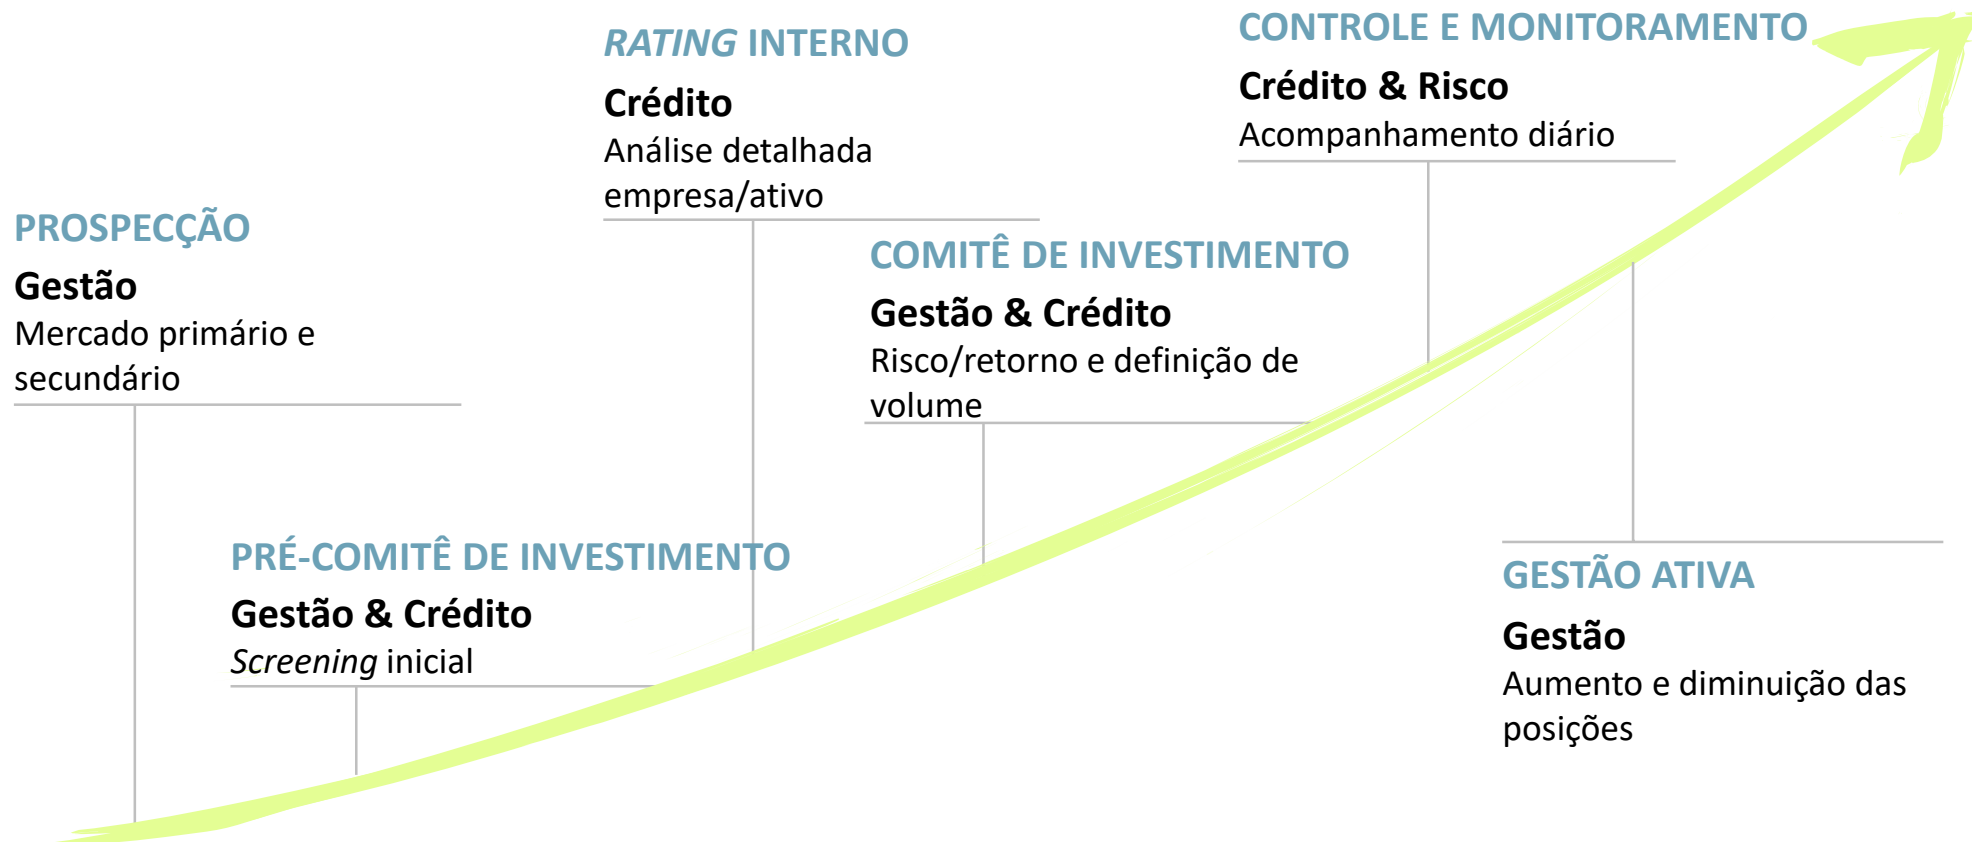 PROSPECÇÃO
Gestão
Mercado primário e
secundário
PRÉ-COMITÊ DE INVESTIMENTO
Gestão & Crédito
Screening inicial
RATING INTERNO
Crédito
Análise detalhada
empresa/ativo
COMITÊ DE INVESTIMENTO
Gestão & Crédito
Risco/retorno e definição de
volume
CONTROLE E MONITORAMENTO
Crédito & Risco
Acompanhamento diário
GESTÃO ATIVA
Gestão
Aumento e diminuição das
posições